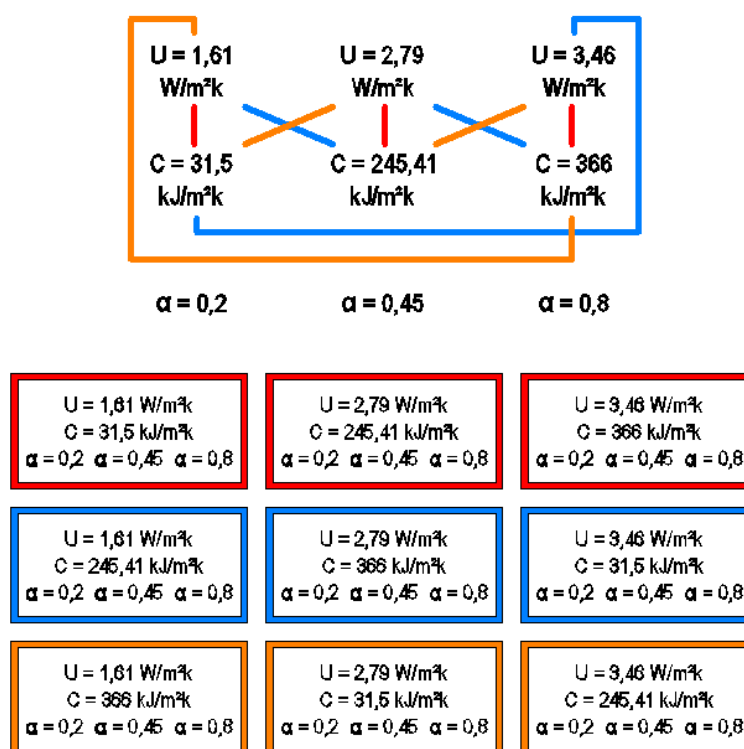 U = 1,61 U = 2,79 U = 3,46
W/m²k W/m²k W/m²k
C = 31,5 C = 245,41 C = 366
kJ/m²k kJ/m²k kJ/m²k
α = 0,2 α = 0,45 α = 0,8
U = 1,61 W/m²k
C = 31,5 kJ/m²k
α = 0,2 α = 0,45 α = 0,8
U = 2,79 W/m²k
C = 245,41 kJ/m²k
α = 0,2 α = 0,45 α = 0,8
U = 3,46 W/m²k
C = 366 kJ/m²k
α = 0,2 α = 0,45 α = 0,8
U = 1,61 W/m²k
C = 245,41 kJ/m²k
α = 0,2 α = 0,45 α = 0,8
U = 2,79 W/m²k
C = 366 kJ/m²k
α = 0,2 α = 0,45 α = 0,8
U = 3,46 W/m²k
C = 31,5 kJ/m²k
α = 0,2 α = 0,45 α = 0,8
U = 1,61 W/m²k
C = 366 kJ/m²k
α = 0,2 α = 0,45 α = 0,8
U = 2,79 W/m²k
C = 31,5 kJ/m²k
α = 0,2 α = 0,45 α = 0,8
U = 3,46 W/m²k
C = 245,41 kJ/m²k
α = 0,2 α = 0,45 α = 0,8